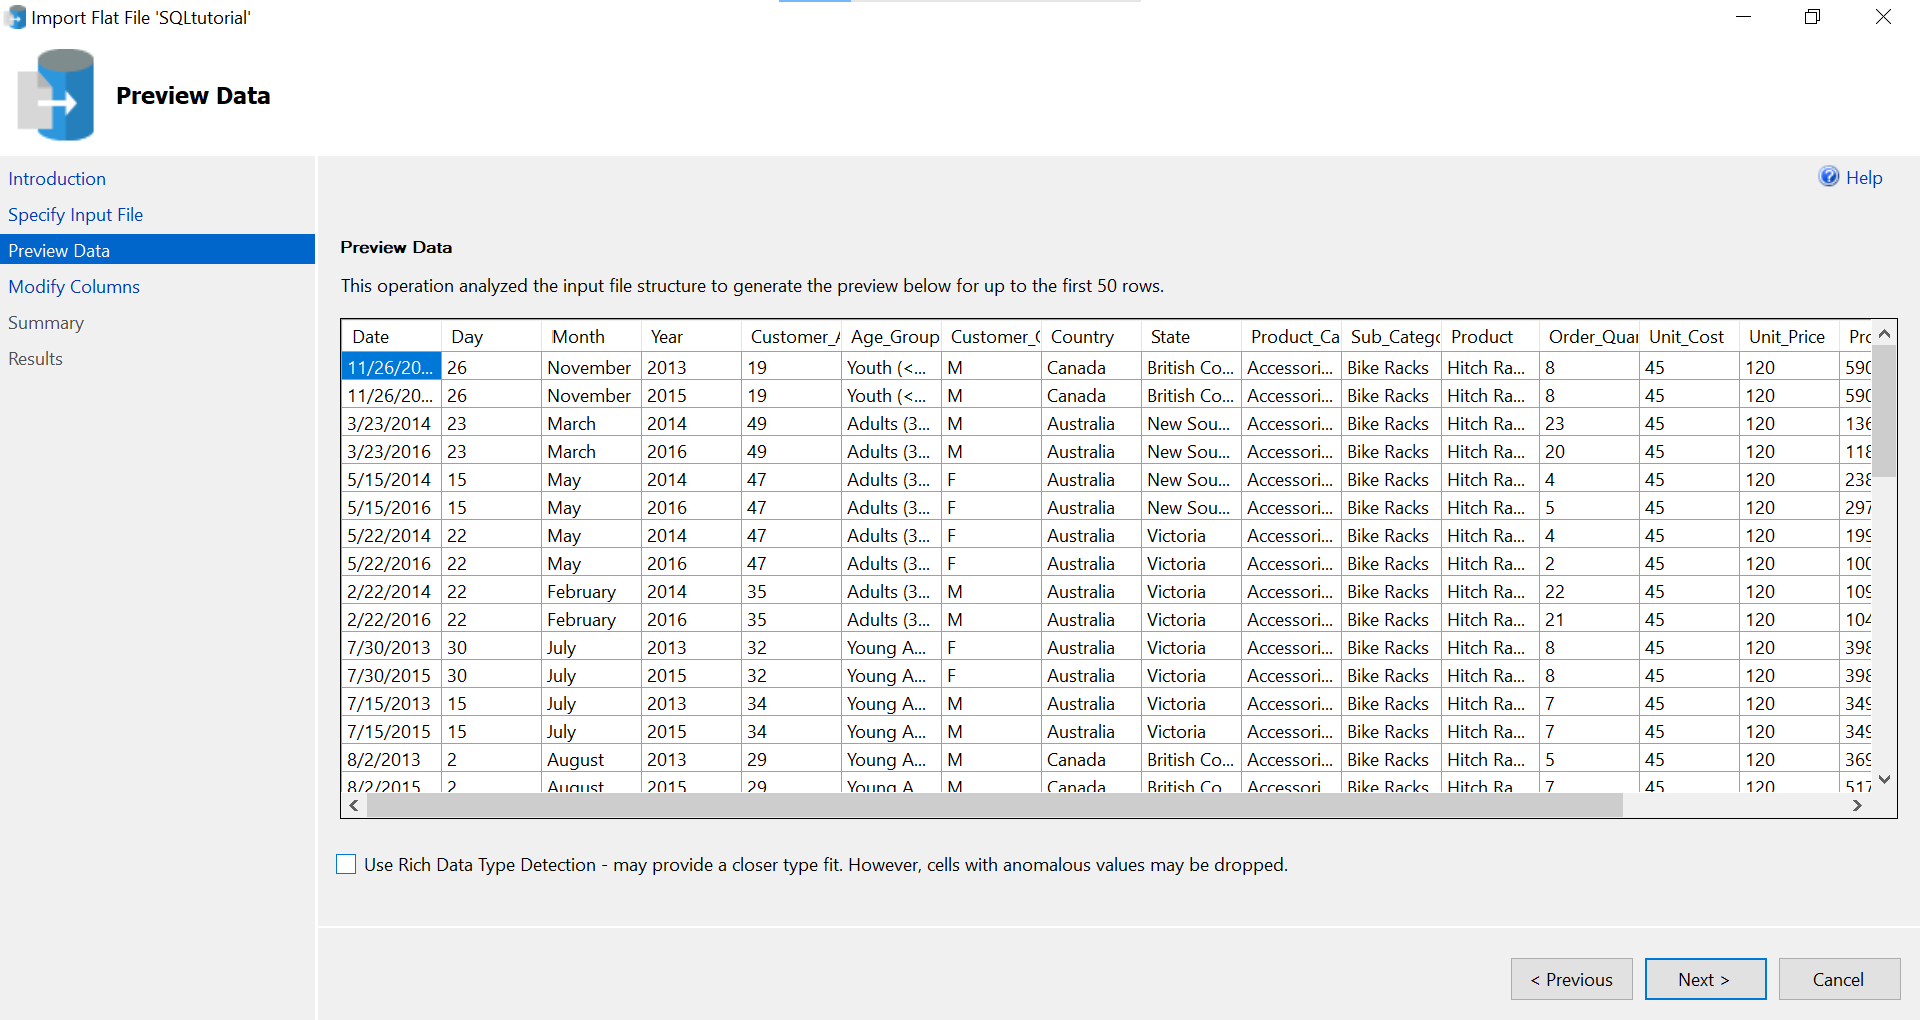 Import Flat File 'SQLtutorial'
Preview Data
Introduction
Specify Input File
Preview Data
Modify Columns
Summary
Results
Help
Preview Data
This operation analyzed the input file structure to generate the preview below for up to the first 50 rows.
Date Day Month Year Customer_A Age_Group Customer_G Country State Product_Ca Sub_Catego Product Order_Quan Unit_Cost Unit_Price Pro
11/26/20... 26 November 2013 19 Youth (<... M Canada British Co... Accessori... Bike Racks Hitch Ra... 8 45 120 590
11/26/20... 26 November 2015 19 Youth (<... M Canada British Co... Accessori... Bike Racks Hitch Ra... 8 45 120 590
3/23/2014 23 March 2014 49 Adults (3... M Australia New Sou... Accessori... Bike Racks Hitch Ra... 23 45 120 136
3/23/2016 23 March 2016 49 Adults (3... M Australia New Sou... Accessori... Bike Racks Hitch Ra... 20 45 120 118
5/15/2014 15 May 2014 47 Adults (3... F Australia New Sou... Accessori... Bike Racks Hitch Ra... 4 45 120 238
5/15/2016 15 May 2016 47 Adults (3... F Australia New Sou... Accessori... Bike Racks Hitch Ra... 5 45 120 297
5/22/2014 22 May 2014 47 Adults (3... F Australia Victoria Accessori... Bike Racks Hitch Ra... 4 45 120 199
5/22/2016 22 May 2016 47 Adults (3... F Australia Victoria Accessori... Bike Racks Hitch Ra... 2 45 120 100
2/22/2014 22 February 2014 35 Adults (3... M Australia Victoria Accessori... Bike Racks Hitch Ra... 22 45 120 109
2/22/2016 22 February 2016 35 Adults (3... M Australia Victoria Accessori... Bike Racks Hitch Ra... 21 45 120 104
7/30/2013 30 July 2013 32 Young A... F Australia Victoria Accessori... Bike Racks Hitch Ra... 8 45 120 398
7/30/2015 30 July 2015 32 Young A... F Australia Victoria Accessori... Bike Racks Hitch Ra... 8 45 120 398
7/15/2013 15 July 2013 34 Young A... M Australia Victoria Accessori... Bike Racks Hitch Ra... 7 45 120 349
7/15/2015 15 July 2015 34 Young A... M Australia Victoria Accessori... Bike Racks Hitch Ra... 7 45 120 349
8/2/2013 2 August 2013 29 Young A... M Canada British Co... Accessori... Bike Racks Hitch Ra... 5 45 120 369
8/2/2015 2 August 2015 29 Young A M Canada British Co Accessori Bike Racks Hitch Ra 7 45 120 517
Use Rich Data Type Detection - may provide a closer type fit. However, cells with anomalous values may be dropped.
< Previous Next > Cancel